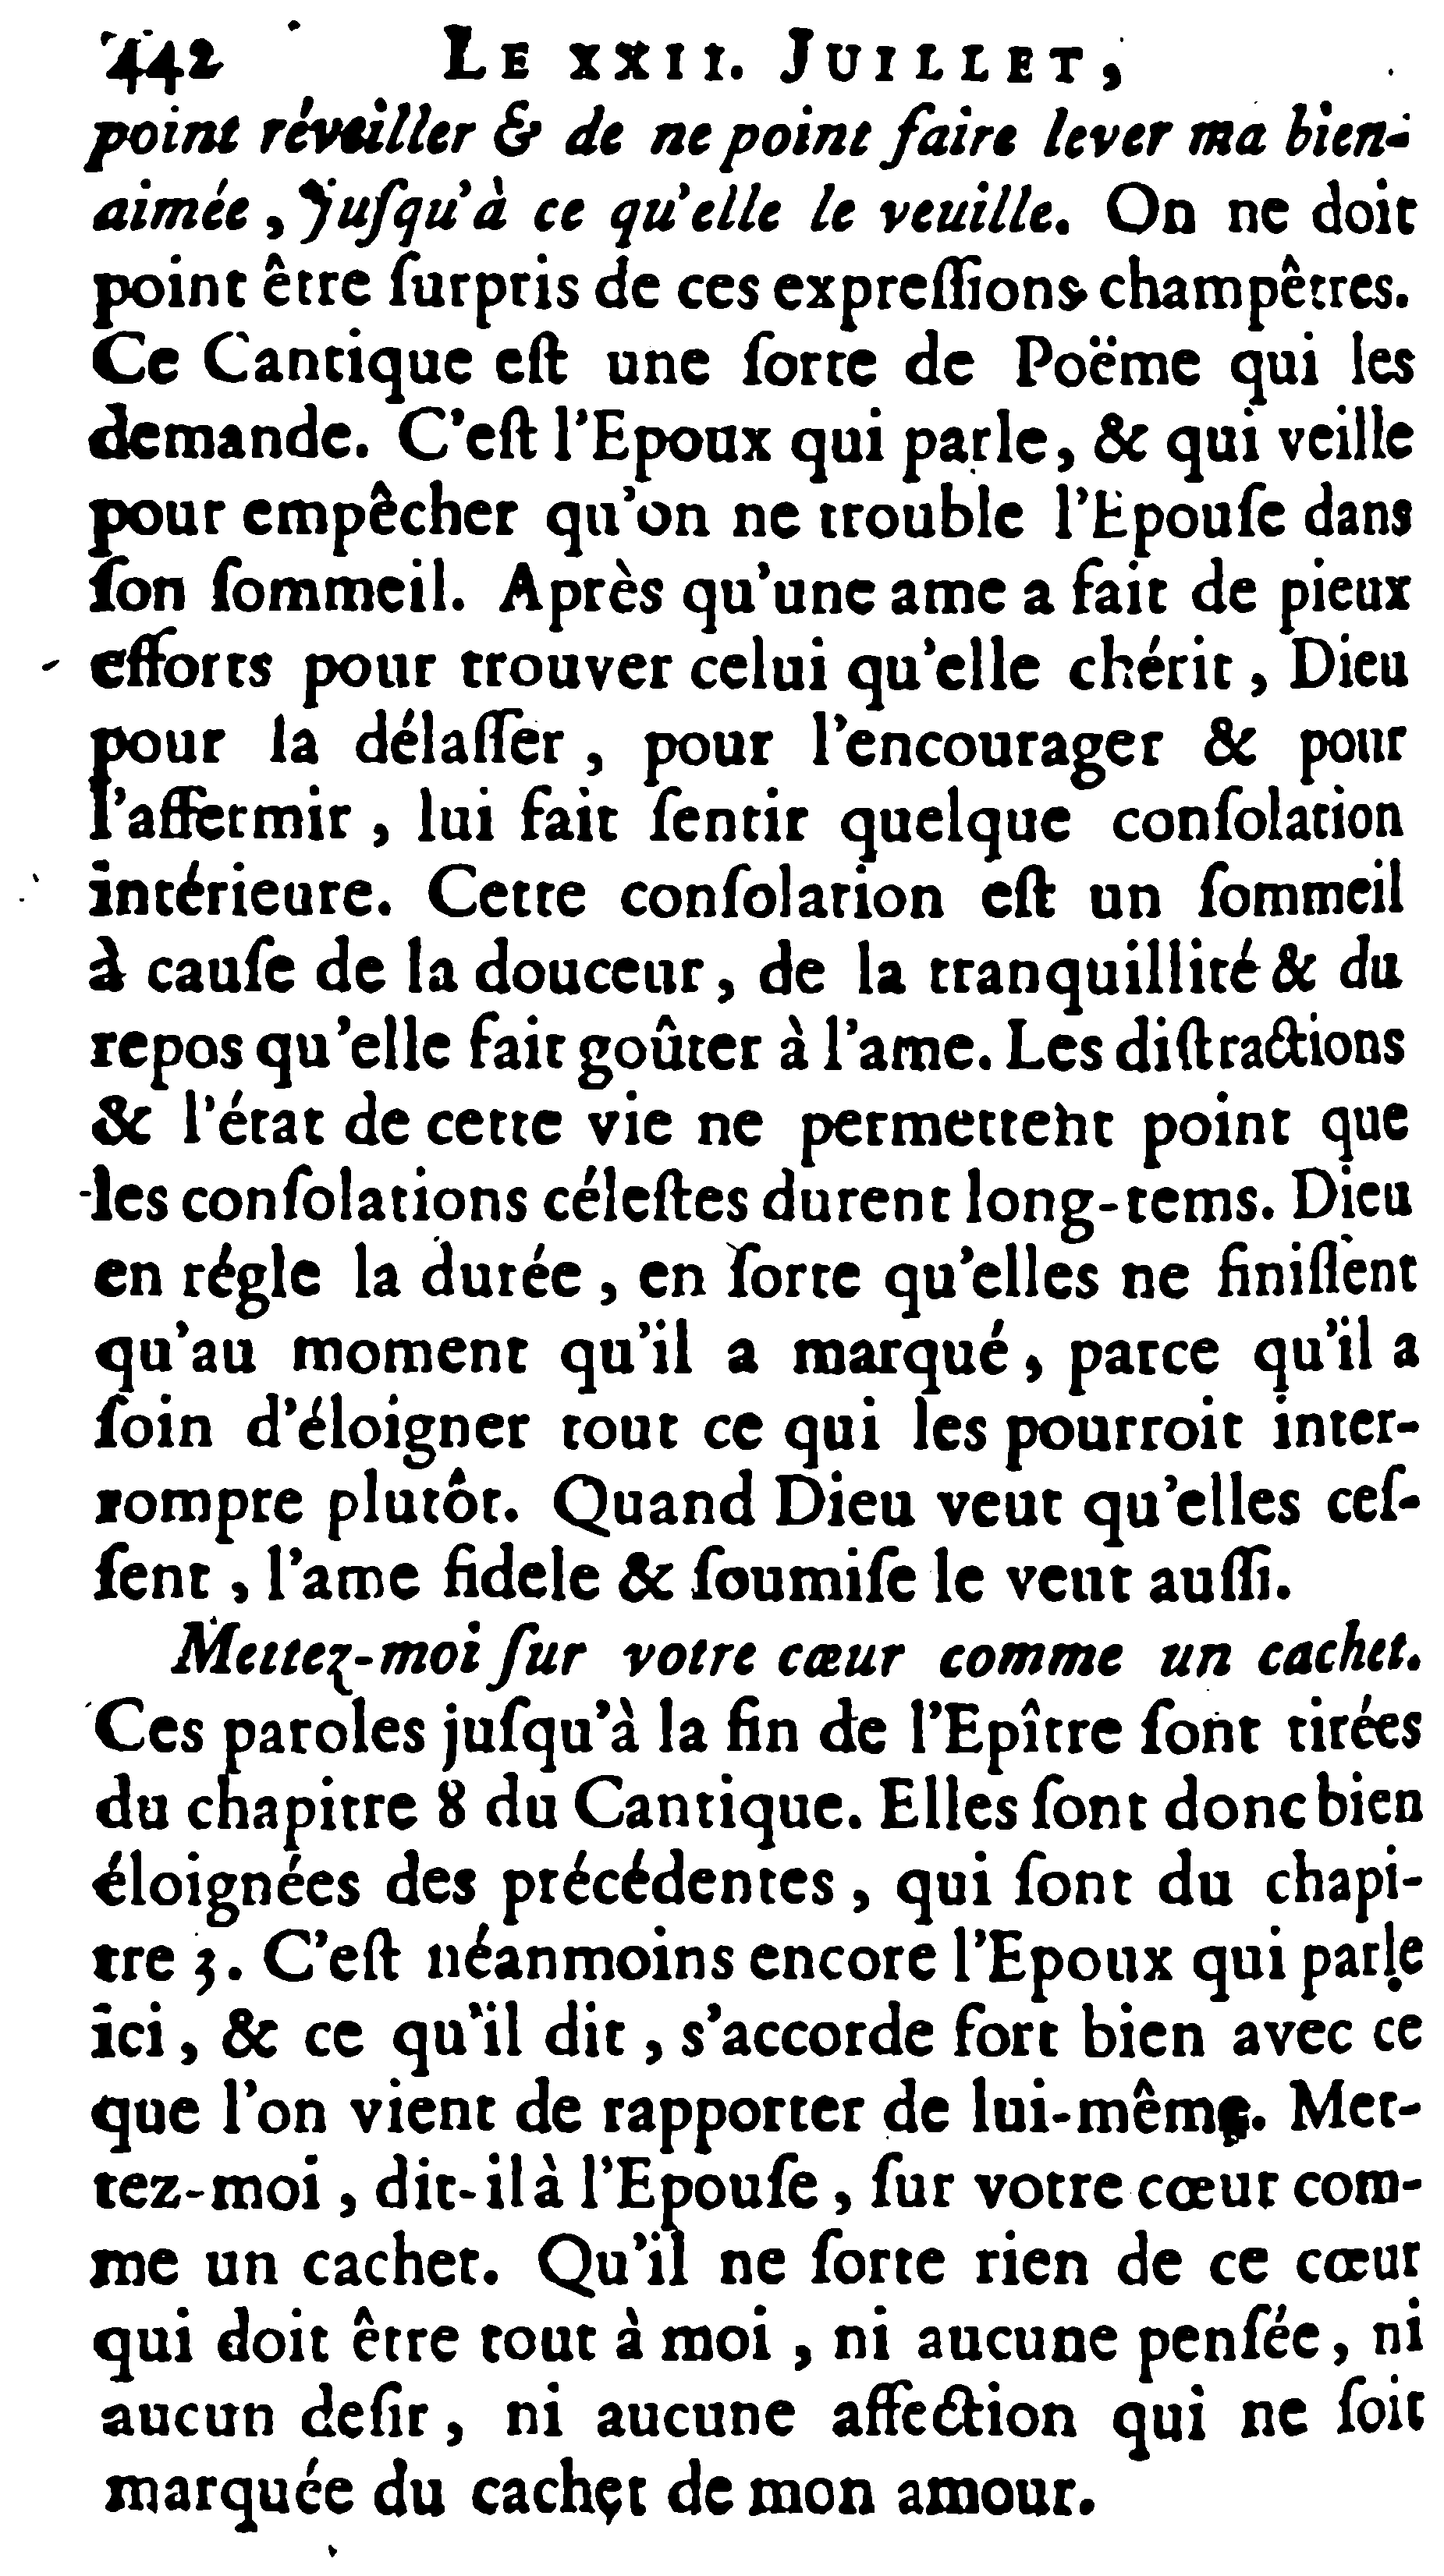 442 LE XXII. JUILLET,
point réveiller & de ne point faire lever ma bien-
aimée, juſqu'à ce qu'elle le veuille. On ne doit
point être ſurpris de ces expreſſions champêtres.
Ce Cantique eſt une ſorte de Poëme qui les
demande. C'eſt l'Epoux qui parle, & qui veille
pour empêcher qu'on ne trouble l'Epouſe dans
ſon ſommeil. Après qu'une ame a fait de pieux
efforts pour trouver celui qu'elle chérit, Dieu
pour la délaſſer, pour l'encourager & pour
l'affermir, lui fait ſentir quelque conſolation
intérieure. Cette conſolation eſt un ſommeil
à cauſe de la douceur, de la tranquillité & du
repos qu'elle fait goûter à l'ame. Les diſtractions
& l'état de cette vie ne permettent point que
les conſolations céleſtes durent long-tems. Dieu
en régle la durée, en ſorte qu'elles ne finiſſent
qu'au moment qu'il a marqué, parce qu'il a
ſoin d'éloigner tout ce qui les pourroit inter-
rompre plutôt. Quand Dieu veut qu'elles ceſ-
ſent, l'ame fidele & ſoumiſe le veut auſſi.
Mettez-moi ſur votre cœur comme un cachet.
Ces paroles juſqu'à la fin de l'Epître ſont tirées
du chapitre 8 du Cantique. Elles ſont donc bien
éloignées des précédentes, qui ſont du chapi-
tre 3. C'eſt néanmoins encore l'Epoux qui parle
ici, & ce qu'il dit, s'accorde fort bien avec ce
que l'on vient de rapporter de lui-même. Met-
tez-moi, dit-il à l'Epouſe, ſur votre cœur com-
me un cachet. Qu'il ne ſorte rien de ce cœur
qui doit être tout à moi, ni aucune penſée, ni
aucun deſir, ni aucune affection qui ne ſoit
marquée du cachet de mon amour.